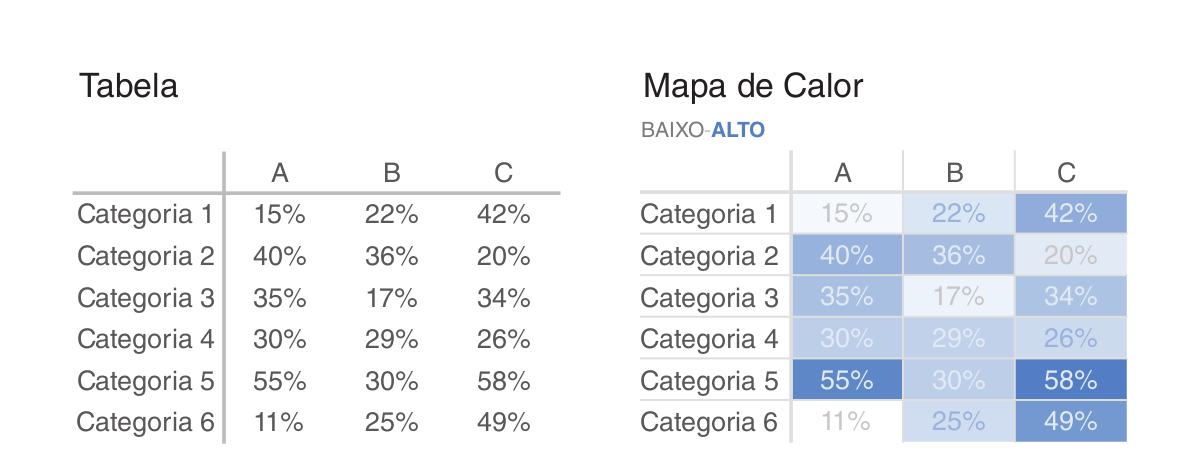 Tabela
A B C
Categoria 1 15% 22% 42%
Categoria 2 40% 36% 20%
Categoria 3 35% 17% 34%
Categoria 4 30% 29% 26%
Categoria 5 55% 30% 58%
Categoria 6 11% 25% 49%
Mapa de Calor
BAIXO-ALTO
A B C
Categoria 1 15% 22% 42%
Categoria 2 40% 36% 20%
Categoria 3 35% 17% 34%
Categoria 4 30% 29% 26%
Categoria 5 55% 30% 58%
Categoria 6 11% 25% 49%